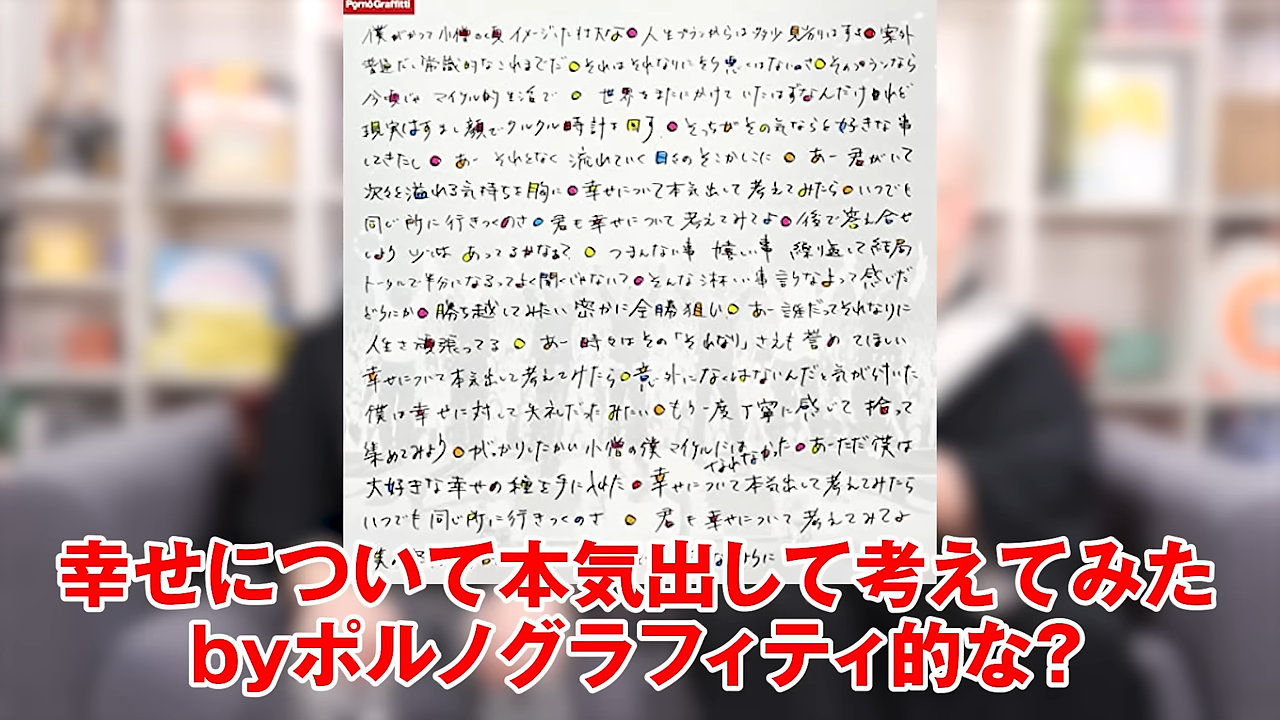 PornoGraffitti
僕がかつて小僧の頃イメージした壮大な 人生プランからは多少見劣りはするも 案外
普通だし常識的なこれまでだ それはそれなりにそう悪くはないのさ そんプランなら
今頃じゃ マイケル的生活で 世界をまたにかけていたはずなんだけれど
現実はすまし顔でクルクル時計を回す そっちがその気ならと好きな事
してきたし あー それとなく 流れていく日々のそこかしこに あー 君がいて
次々と溢れる気持ちを胸に 幸せについて本気出して考えてみたら いつでも
同じ所に行きつくのさ 君も幸せについて考えてみてよ 後で答え合せ
しよう 少しは あってるかなぁて つまんない事 嬉しい事 繰り返して結局
トータルで半分になるってよく聞くじゃないて そんな淋しい事言うなよって感じだ
どうにか 勝ち越してみたい 密かに全勝狙い あー 誰だってそれなりに
人生を頑張ってる あー 時々はその「それなり」さえも誉めてほしい
幸せについて本気出して考えてみたら 意外になくはないんだと気が付いた
僕は幸せに対して失礼だったみたい もう一度丁寧に感じて 拾って
集めてみよう がっかりしたかい 小僧の僕 マイケルにはなれなかった あーただ僕は
大好きな幸せの種を手に入れた 幸せについて本気出して考えてみたら
いつでも 同じ所に行きつくのさ 君も 幸せについて 考えてみてよ
幸せについて本気出して考えてみた
byポルノグラフィティ的な？